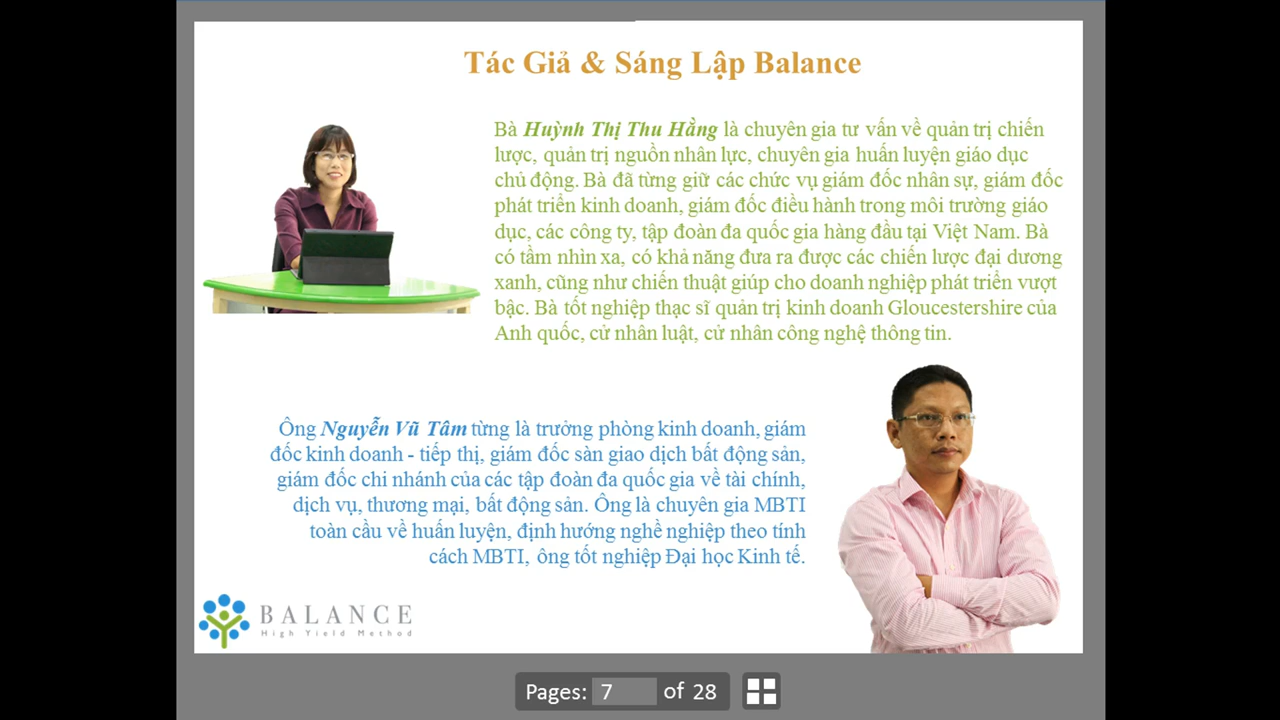 Tác Giả & Sáng Lập Balance
Bà Huỳnh Thị Thu Hằng là chuyên gia tư vấn về quản trị chiến
lược, quản trị nguồn nhân lực, chuyên gia huấn luyện giáo dục
chủ động. Bà đã từng giữ các chức vụ giám đốc nhân sự, giám đốc
phát triển kinh doanh, giám đốc điều hành trong môi trường giáo
dục, các công ty, tập đoàn đa quốc gia hàng đầu tại Việt Nam. Bà
có tầm nhìn xa, có khả năng đưa ra được các chiến lược đại dương
xanh, cũng như chiến thuật giúp cho doanh nghiệp phát triển vượt
bậc. Bà tốt nghiệp thạc sĩ quản trị kinh doanh Gloucestershire của
Anh quốc, cử nhân luật, cử nhân công nghệ thông tin.
Ông Nguyễn Vũ Tâm từng là trưởng phòng kinh doanh, giám
đốc kinh doanh - tiếp thị, giám đốc sàn giao dịch bất động sản,
giám đốc chi nhánh của các tập đoàn đa quốc gia về tài chính,
dịch vụ, thương mại, bất động sản. Ông là chuyên gia MBTI
toàn cầu về huấn luyện, định hướng nghề nghiệp theo tính
cách MBTI, ông tốt nghiệp Đại học Kinh tế.
BALANCE
High Yield Method
Pages: 7 of 28